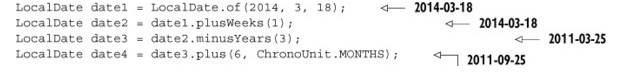 LocalDate date1 = LocalDate.of(2014, 3, 18); 2014-03-18
LocalDate date2 = date1.plusWeeks(1); 2014-03-18
LocalDate date3 = date2.minusYears(3); 2011-03-25
LocalDate date4 = date3.plus(6, ChronoUnit.MONTHS); 2011-09-25